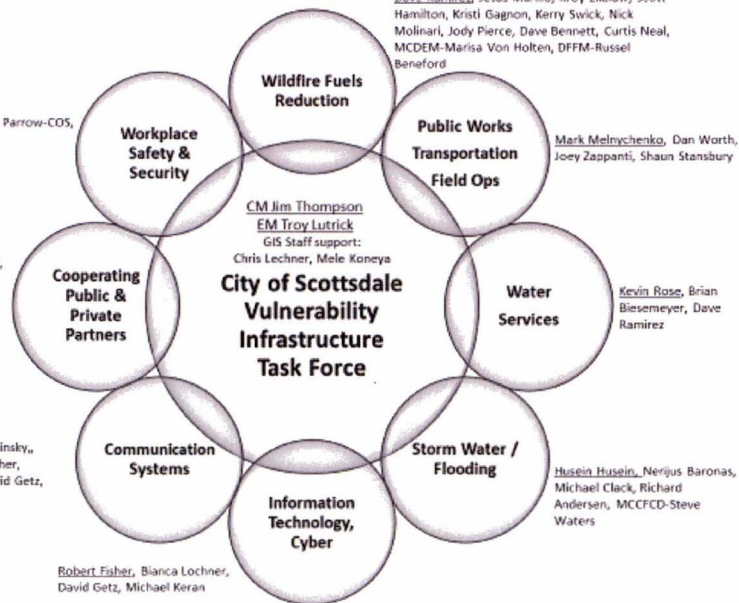 Hamilton, Kristi Gagnon, Kerry Swick, Nick
Molinari, Jody Pierce, Dave Bennett, Curtis Neal,
MCDEM-Marisa Von Holten, DFFM-Russel
Beneford
Wildfire Fuels
Reduction
Parrow-COS,
Workplace
Safety &
Security
Public Works
Transportation
Field Ops
Mark Melnychenko, Dan Worth,
Joey Zappanti, Shaun Stansbury
CM Jim Thompson
EM Troy Lutrick
GIS Staff support:
Chris Lechner, Mele Koneya
City of Scottsdale
Vulnerability
Infrastructure
Task Force
Cooperating
Public &
Private
Partners
Water
Services
Kevin Rose, Brian
Biesemeyer, Dave
Ramirez
insky,,
her,
id Getz,
Communication
Systems
Storm Water /
Flooding
Husein Husein, Nerijus Baronas,
Michael Clack, Richard
Andersen, MCCFCD-Steve
Waters
Information
Technology,
Cyber
Robert Fisher, Bianca Lochner,
David Getz, Michael Keran